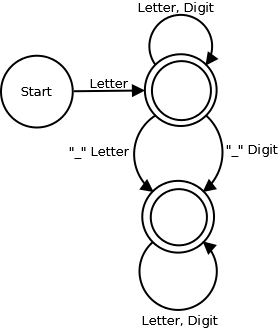 Letter, Digit
Start
Letter
"_" Letter
"_" Digit
Letter, Digit